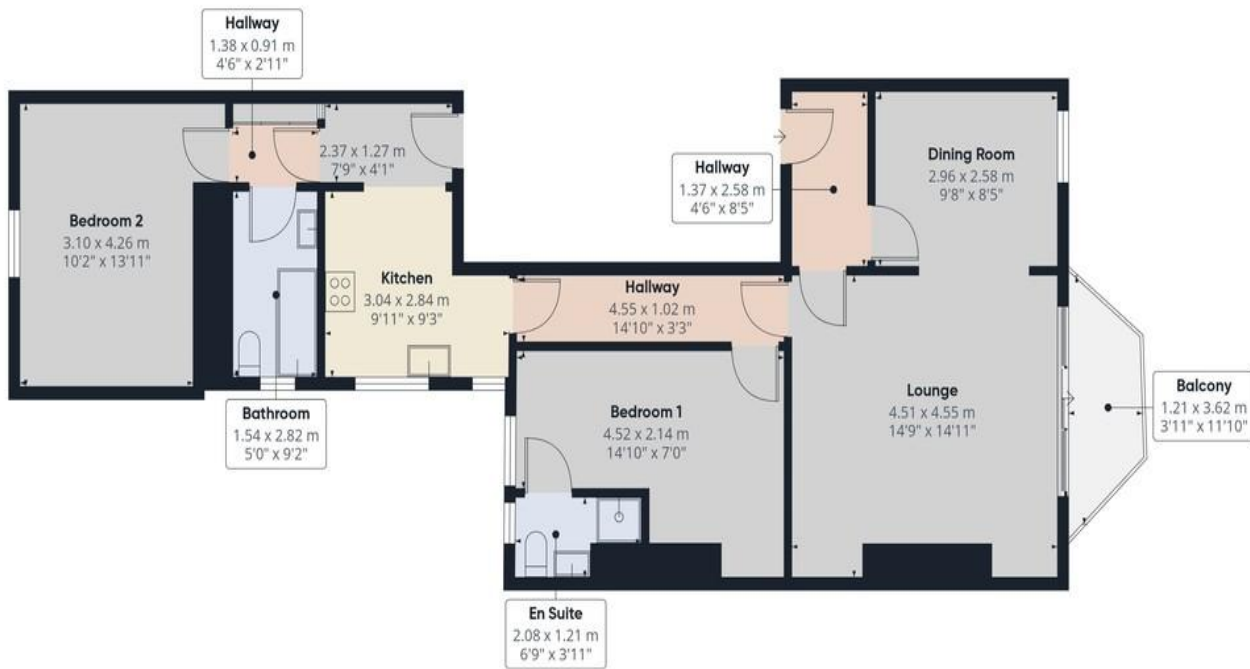 Hallway
1.38 x 0.91 m
4'6" x 2'11"
2.37 x 1.27 m
7'9" x 4'1"
Bedroom 2
3.10 x 4.26 m
10'2" x 13'11"
Kitchen
3.04 x 2.84 m
9'11" x 9'3"
Bathroom
1.54 x 2.82 m
5'0" x 9'2"
Hallway
1.37 x 2.58 m
4'6" x 8'5"
Dining Room
2.96 x 2.58 m
9'8" x 8'5"
Hallway
4.55 x 1.02 m
14'10" x 3'3"
Bedroom 1
4.52 x 2.14 m
14'10" x 7'0"
Lounge
4.51 x 4.55 m
14'9" x 14'11"
Balcony
1.21 x 3.62 m
3'11" x 11'10"
En Suite
2.08 x 1.21 m
6'9" x 3'11"